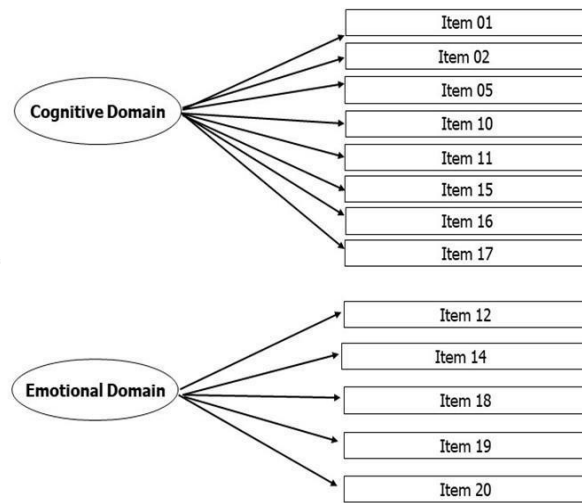 Item 01
Item 02
Item 05
Cognitive Domain
Item 10
Item 11
Item 15
Item 16
Item 17
Item 12
Item 14
Emotional Domain
Item 18
Item 19
Item 20